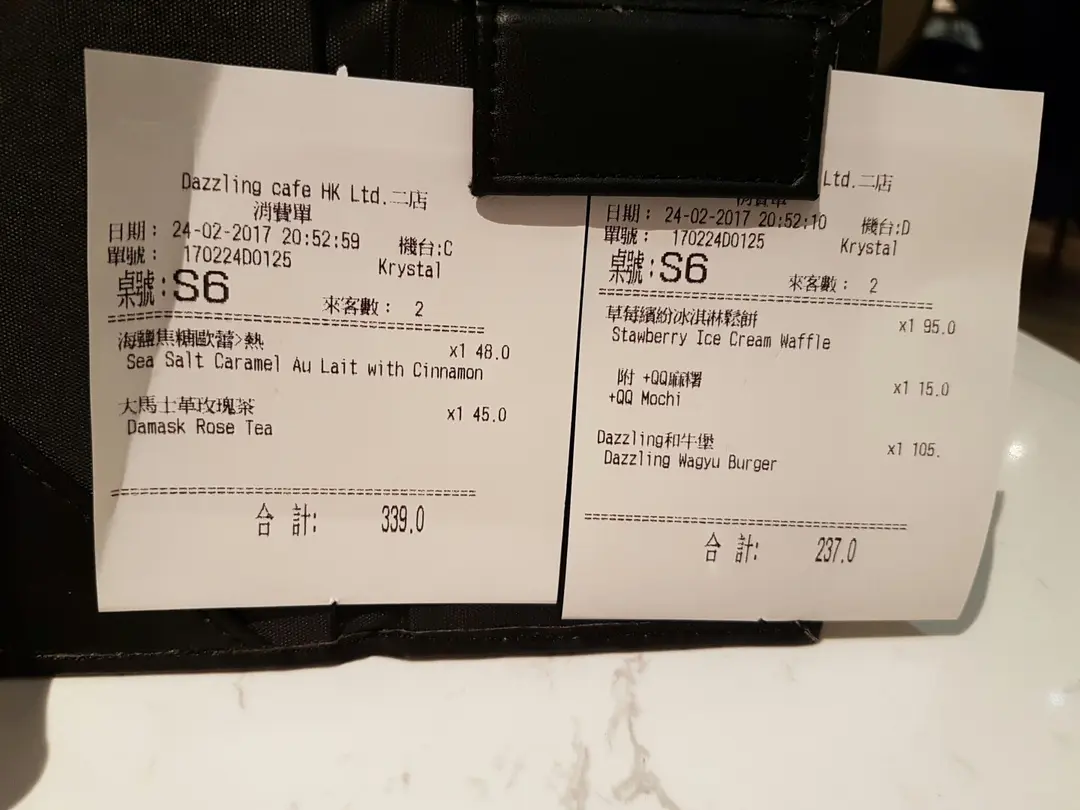 Dazzling cafe HK Ltd.二店
消費單
日期： 24-02-2017 20:52:59 機台:C
單號： 170224D0125 Krystal
桌號:S6 來客數： 2
海鹽焦糖歐蕾>熱 x1 48.0
Sea Salt Caramel Au Lait with Cinnamon
大馬士革玫瑰茶 x1 45.0
Damask Rose Tea
合 計: 339.0
Ltd.二店
消費單
日期： 24-02-2017 20:52:10 機台:D
單號： 170224D0125 Krystal
桌號:S6 來客數： 2
草莓繽紛冰淇淋鬆餅 x1 95.0
Stawberry Ice Cream Waffle
附 +QQ麻糬 x1 15.0
+QQ Mochi
Dazzling和牛堡 x1 105.
Dazzling Wagyu Burger
合 計: 237.0